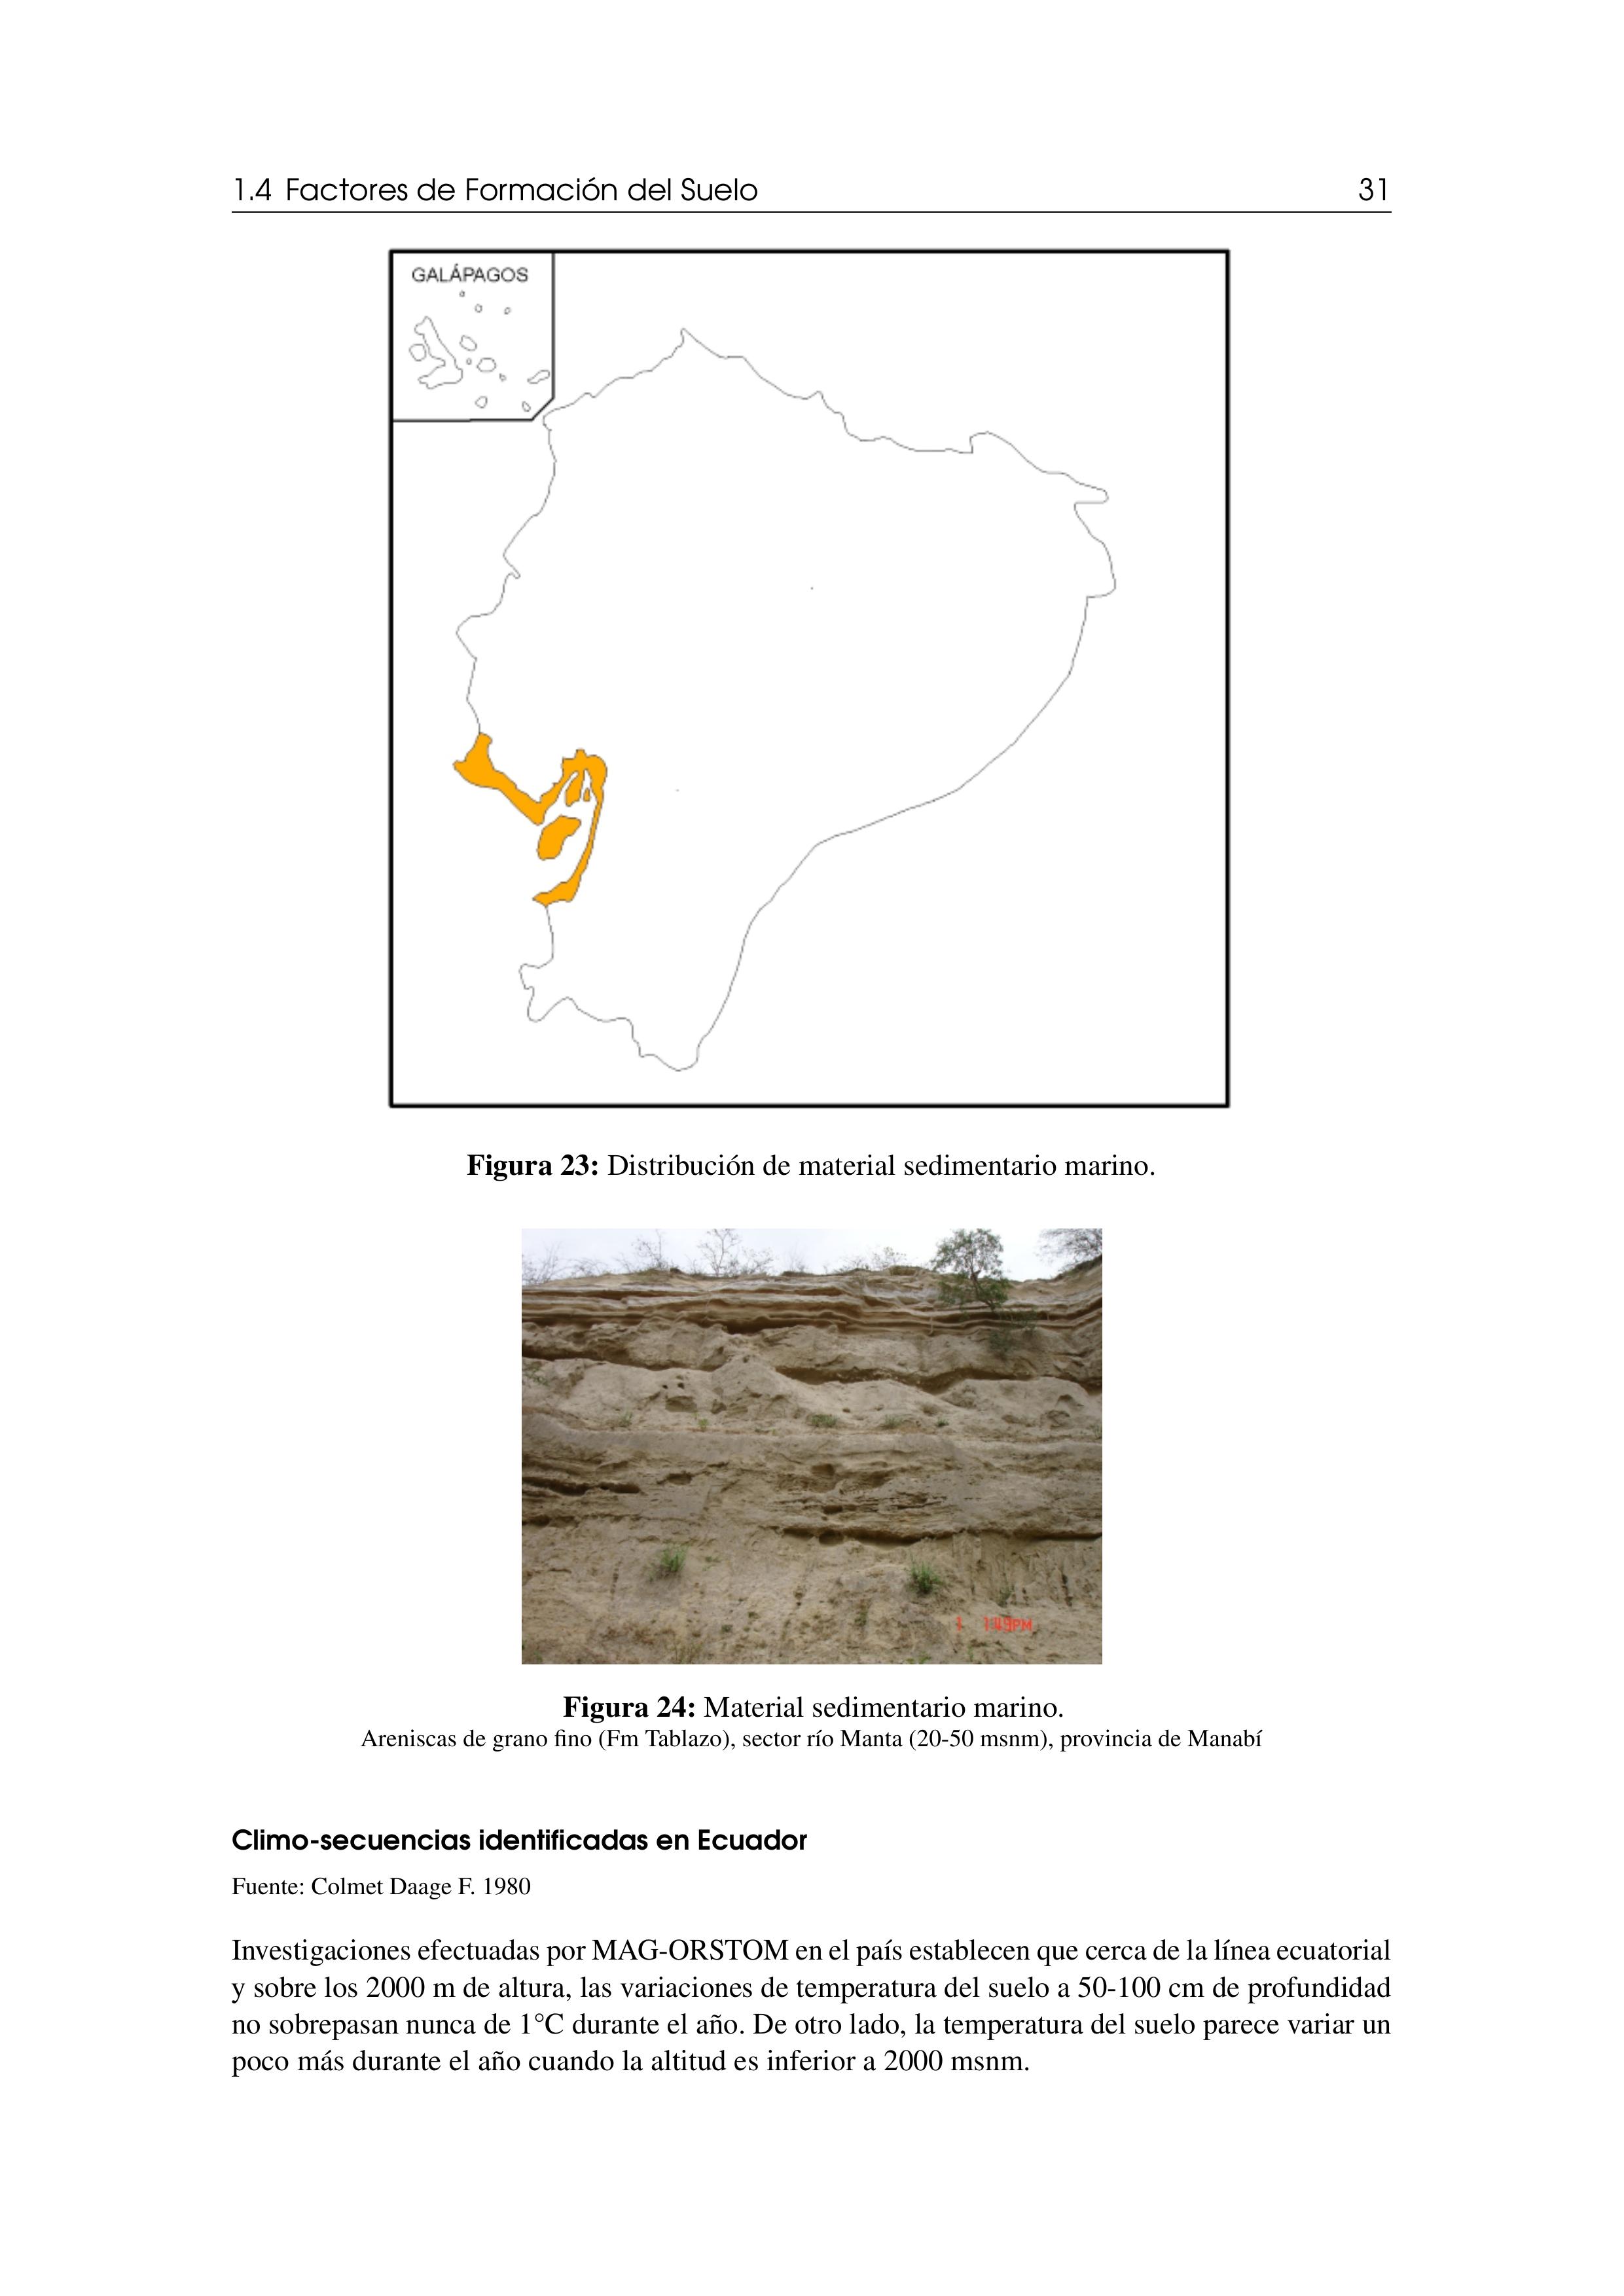 1.4 Factores de Formación del Suelo 31
GALÁPAGOS
Figura 23: Distribución de material sedimentario marino.
1 1:49PM
Figura 24: Material sedimentario marino.
Areniscas de grano fino (Fm Tablazo), sector río Manta (20-50 msnm), provincia de Manabí
Climo-secuencias identificadas en Ecuador
Fuente: Colmet Daage F. 1980
Investigaciones efectuadas por MAG-ORSTOM en el país establecen que cerca de la línea ecuatorial
y sobre los 2000 m de altura, las variaciones de temperatura del suelo a 50-100 cm de profundidad
no sobrepasan nunca de 1°C durante el año. De otro lado, la temperatura del suelo parece variar un
poco más durante el año cuando la altitud es inferior a 2000 msnm.